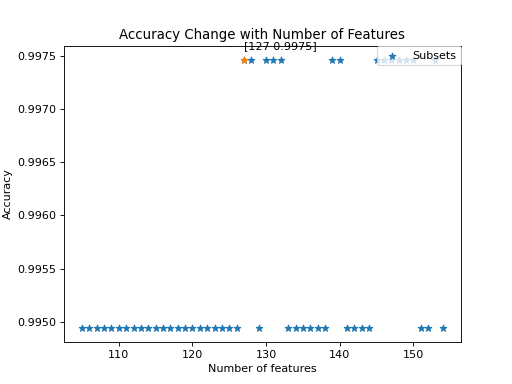 Accuracy Change with Number of Features
[127 0.9975]
Subsets
0.9975
0.9970
0.9965
0.9960
0.9955
0.9950
Accuracy
110 120 130 140 150
Number of features